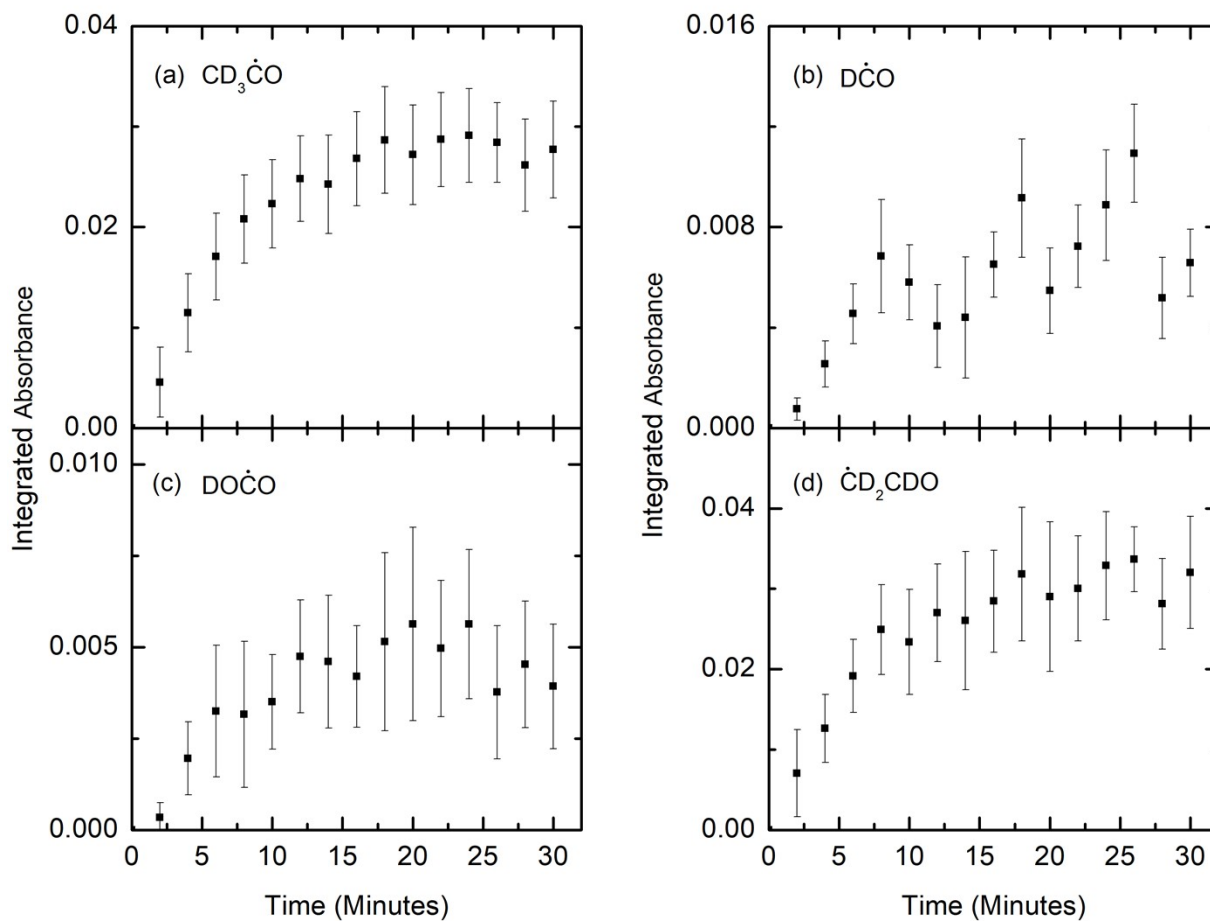 0.04
(a) CD₃ĊO
0.02
0.00
0.016
(b) DĊO
0.008
0.000
Integrated Absorbance
Integrated Absorbance
0.010
(c) DOĊO
0.005
0.000
0 5 10 15 20 25 30
Time (Minutes)
(d) ĊD₂CDO
0.04
0.02
0.00
0 5 10 15 20 25 30
Time (Minutes)